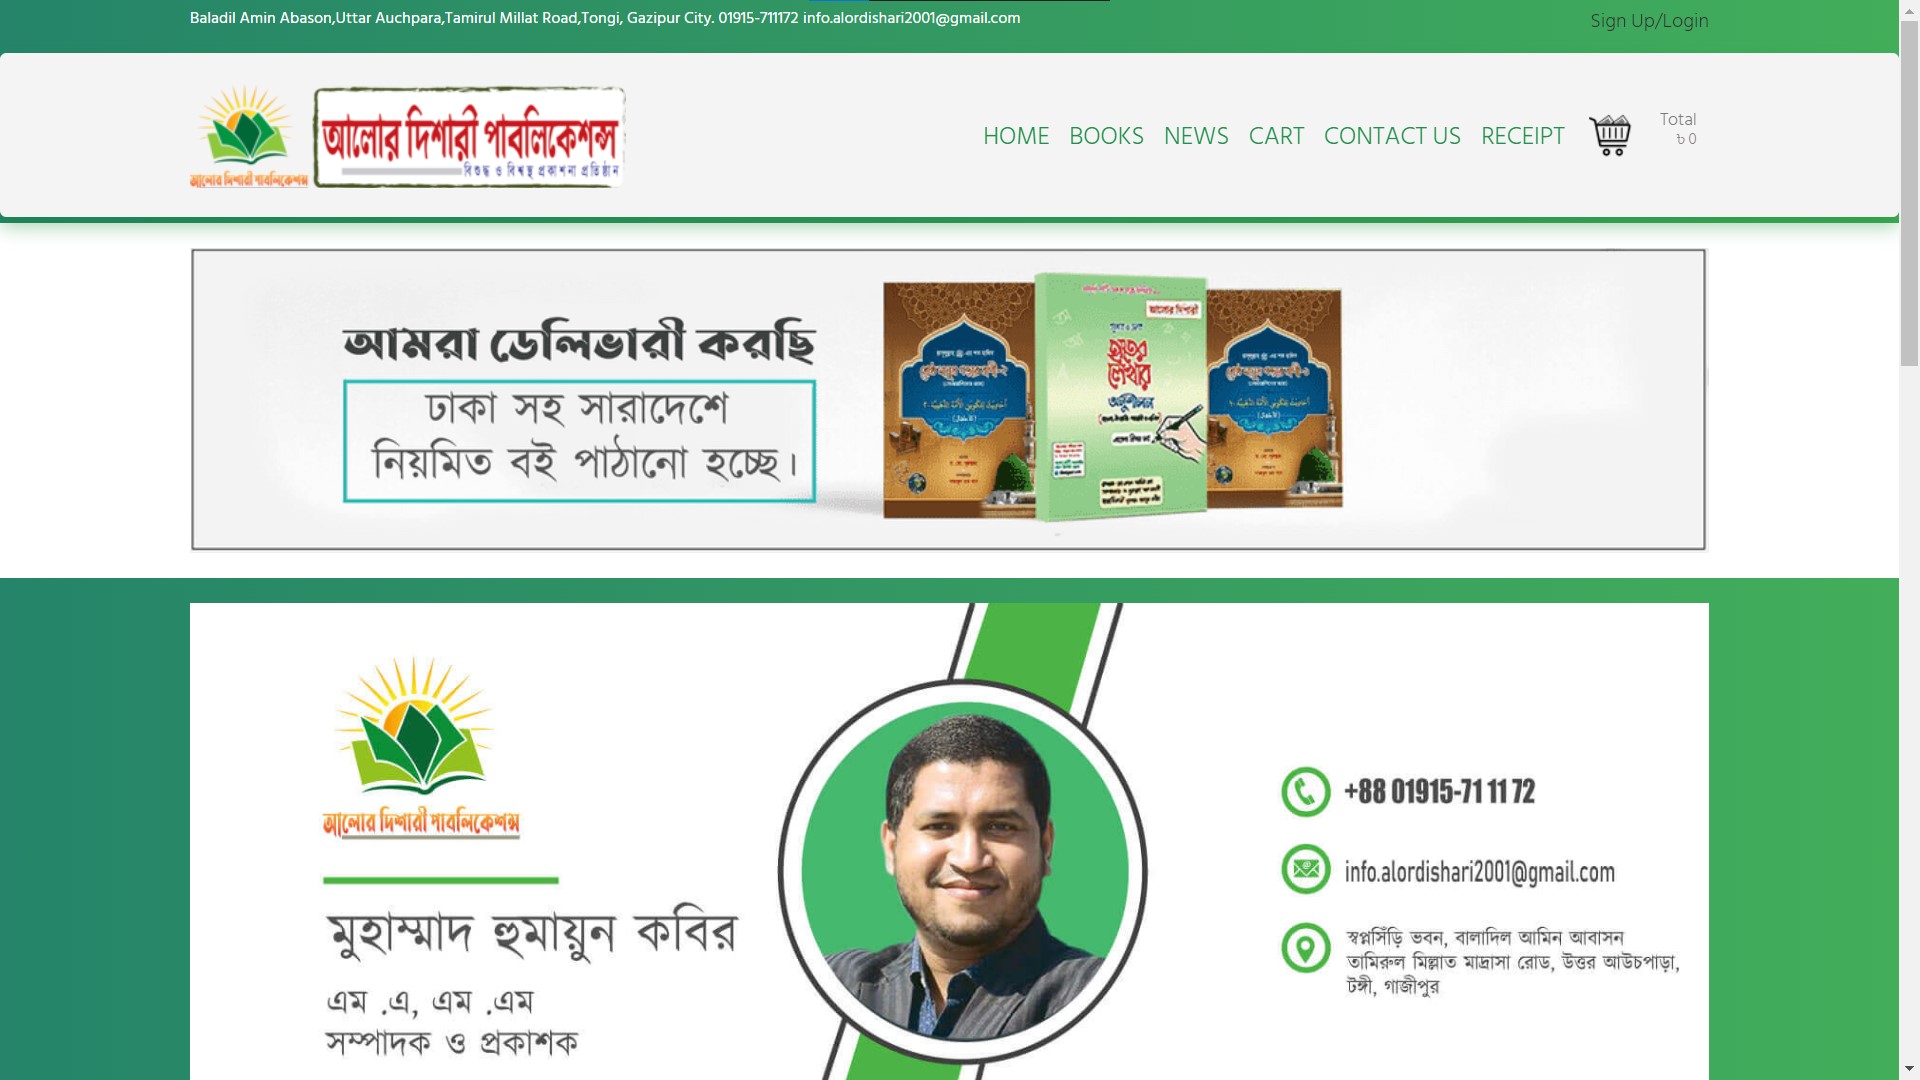 Baladil Amin Abason,Uttar Auchpara,Tamirul Millat Road,Tongi, Gazipur City. 01915-711172 info.alordishari2001@gmail.com
Sign Up/Login
আলোর দিশারী পাবলিকেশন্স
আলোর দিশারী পাবলিকেশন্স
বিশুদ্ধ ও বিশ্বস্থ প্রকাশনা প্রতিষ্ঠান
HOME BOOKS NEWS CART CONTACT US RECEIPT
Total
৳ 0
আমরা ডেলিভারী করছি
ঢাকা সহ সারাদেশে
নিয়মিত বই পাঠানো হচ্ছে।
আলোর দিশারী
হাতের
লেখার
অনুশীলন
আলোর দিশারী পাবলিকেশন্স
মুহাম্মাদ হুমায়ুন কবির
এম .এ, এম .এম
সম্পাদক ও প্রকাশক
+88 01915-71 11 72
info.alordishari2001@gmail.com
স্বপ্নসিঁড়ি ভবন, বালাদিল আমিন আবাসন
তামিরুল মিল্লাত মাদ্রাসা রোড, উত্তর আউচপাড়া,
টঙ্গী, গাজীপুর